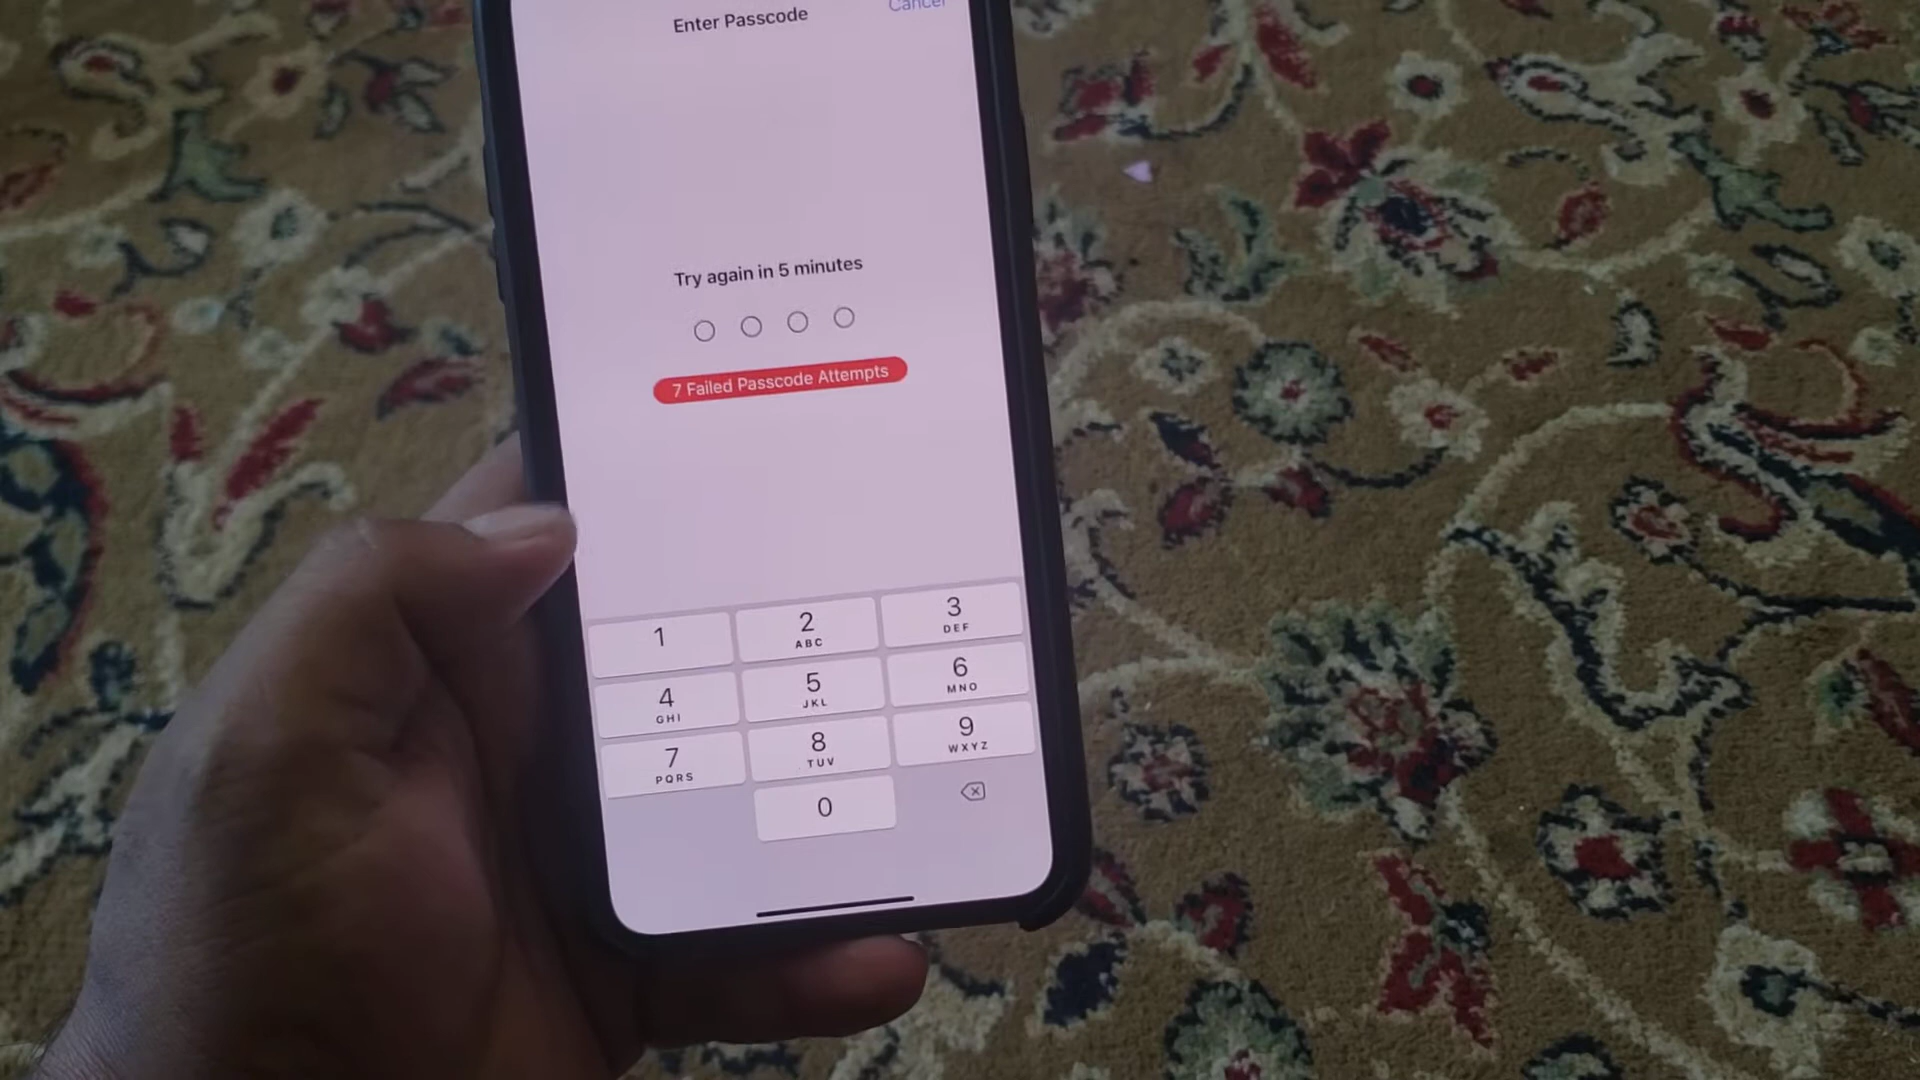 Cancel
Enter Passcode
Try again in 5 minutes
7 Failed Passcode Attempts
1
2
ABC
3
DEF
4
GHI
5
JKL
6
MNO
7
PQRS
8
TUV
9
WXYZ
0